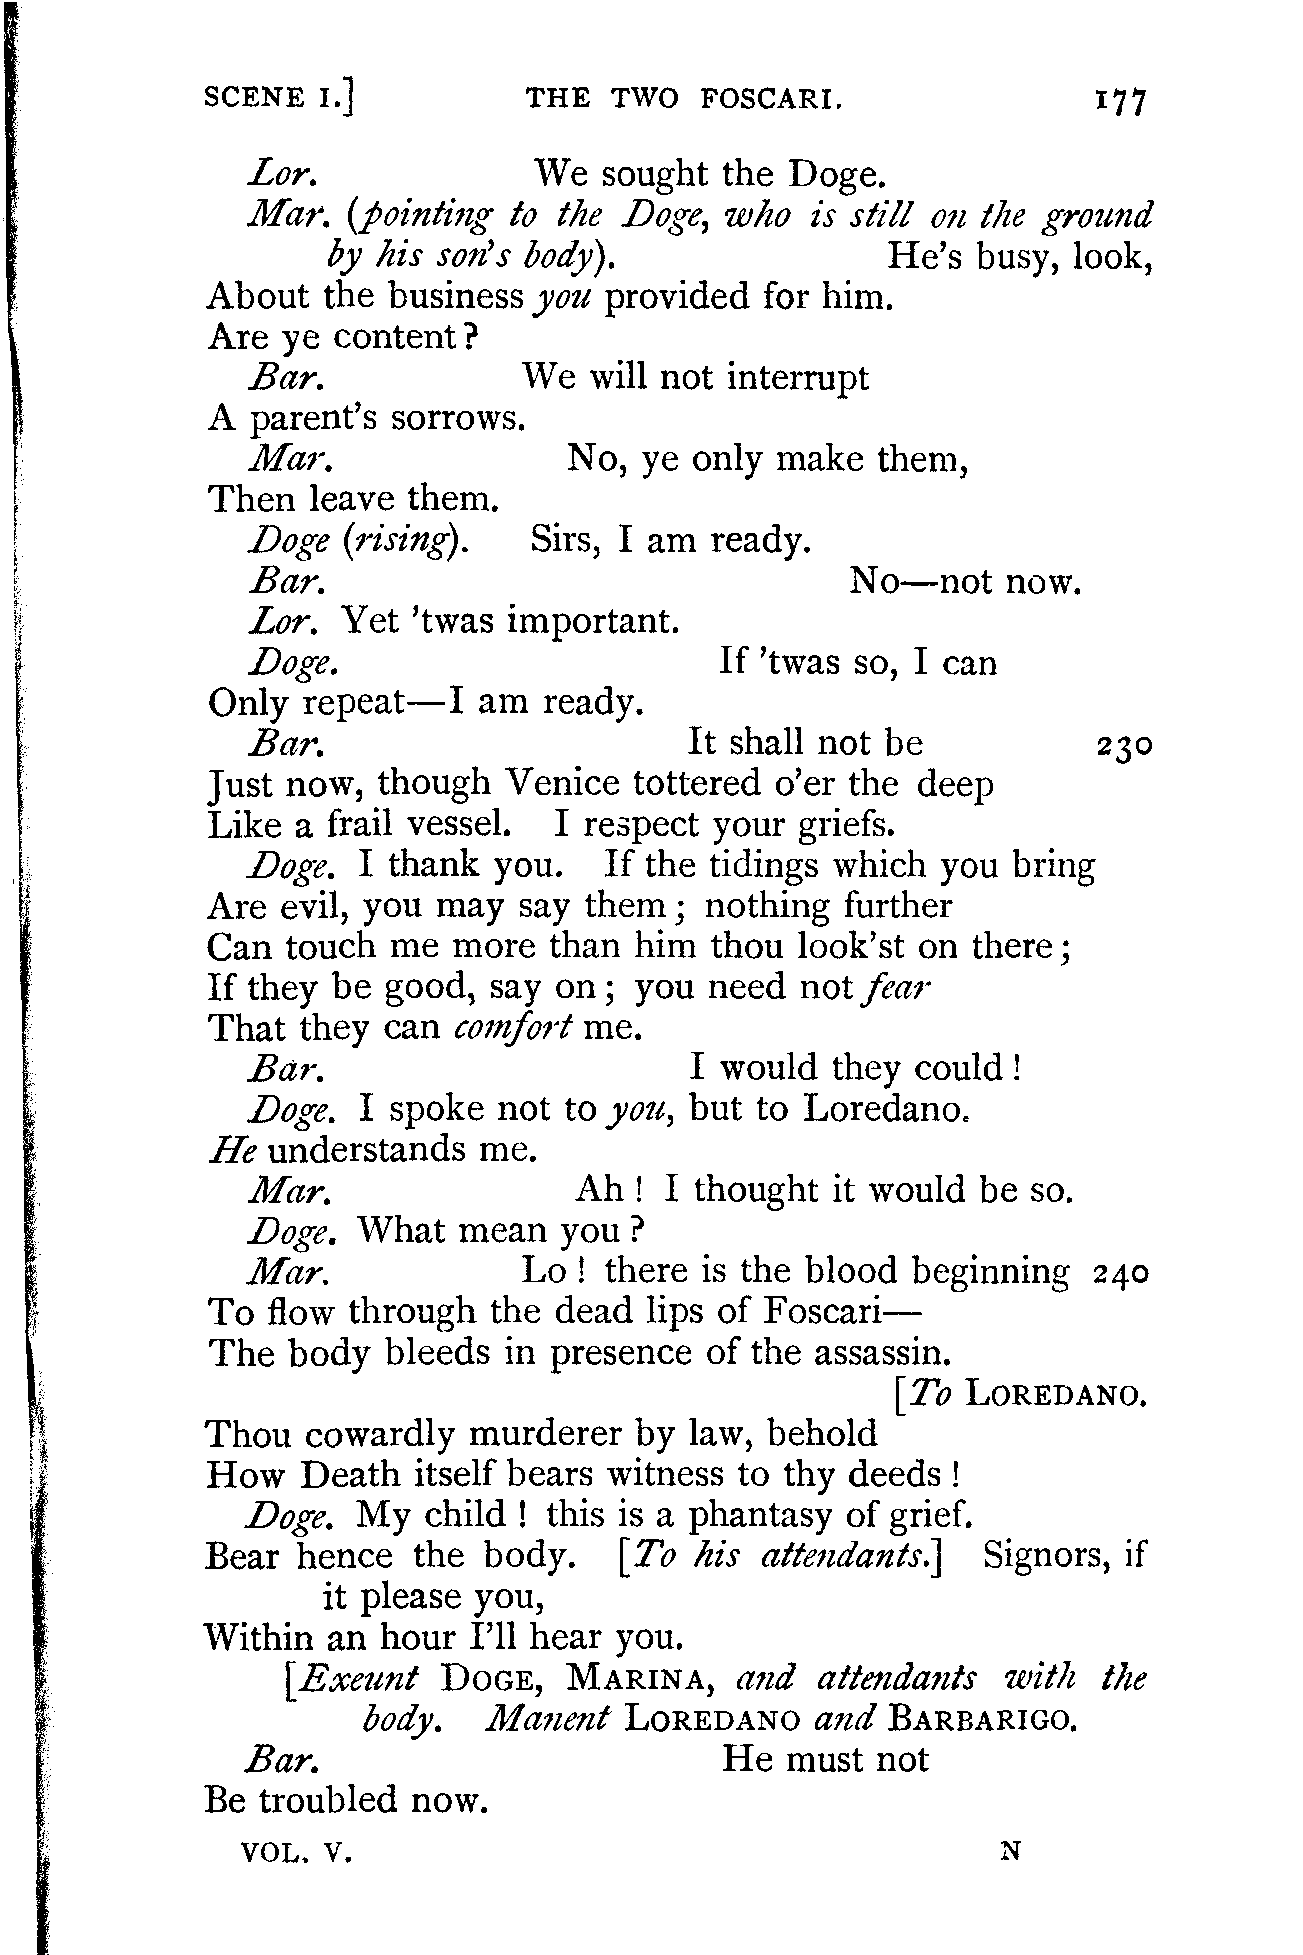 SCENE I.] THE TWO FOSCARI. 177
Lor. We sought the Doge.
Mar. (pointing to the Doge, who is still on the ground
by his son's body). He's busy, look,
About the business you provided for him.
Are ye content?
Bar. We will not interrupt
A parent's sorrows.
Mar. No, ye only make them,
Then leave them.
Doge (rising). Sirs, I am ready.
Bar. No—not now.
Lor. Yet 'twas important.
Doge. If 'twas so, I can
Only repeat—I am ready.
Bar. It shall not be 230
Just now, though Venice tottered o'er the deep
Like a frail vessel. I respect your griefs.
Doge. I thank you. If the tidings which you bring
Are evil, you may say them; nothing further
Can touch me more than him thou look'st on there;
If they be good, say on; you need not fear
That they can comfort me.
Bar. I would they could!
Doge. I spoke not to you, but to Loredano.
He understands me.
Mar. Ah! I thought it would be so.
Doge. What mean you?
Mar. Lo! there is the blood beginning 240
To flow through the dead lips of Foscari—
The body bleeds in presence of the assassin.
[To LOREDANO.
Thou cowardly murderer by law, behold
How Death itself bears witness to thy deeds!
Doge. My child! this is a phantasy of grief.
Bear hence the body. [To his attendants.] Signors, if
it please you,
Within an hour I'll hear you.
[Exeunt DOGE, MARINA, and attendants with the
body. Manent LOREDANO and BARBARIGO.
Bar. He must not
Be troubled now.
VOL. V. N